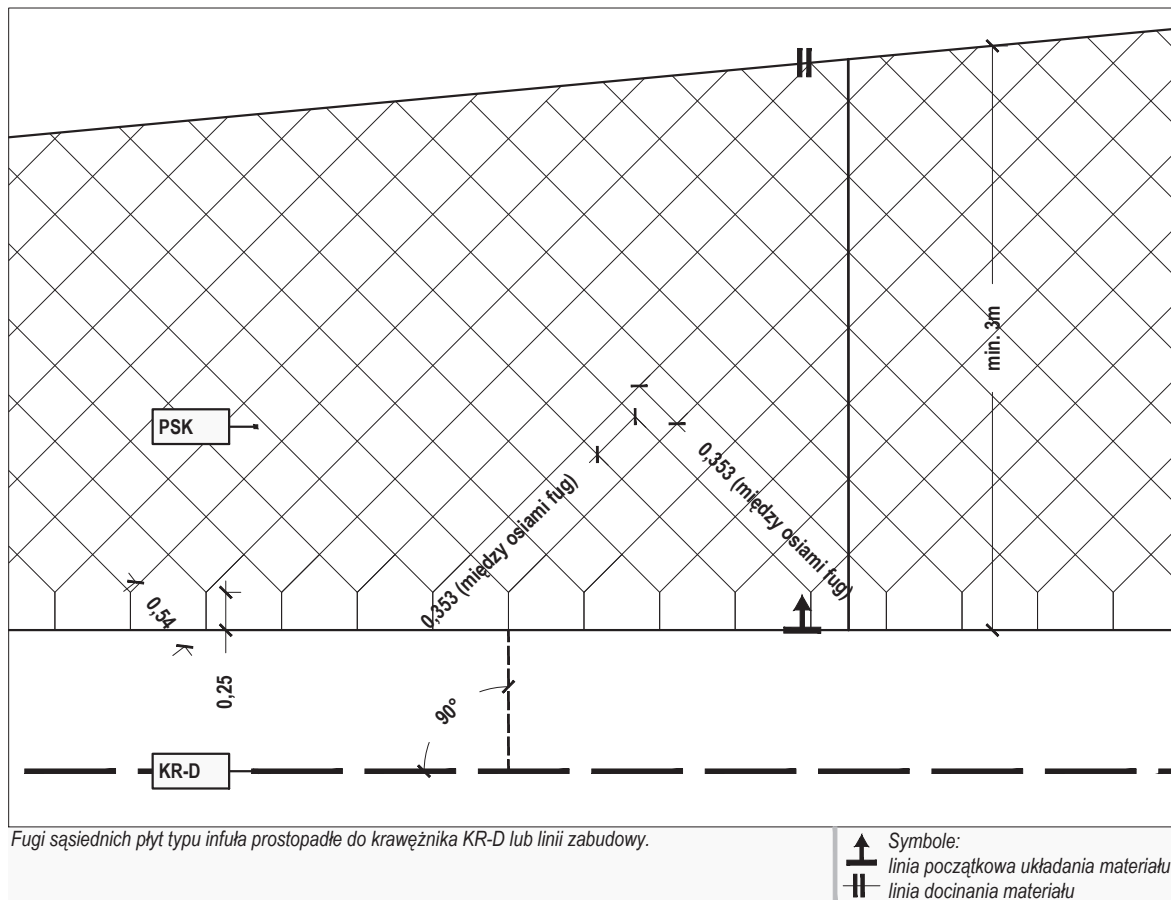 min. 3m
PSK
0,353 (między osiami fug)
0,353 (między osiami fug)
0,54
0,25
90°
KR-D
Fugi sąsiednich płyt typu infuła prostopadłe do krawężnika KR-D lub linii zabudowy.
Symbole:
linia początkowa układania materiału
linia docinania materiału